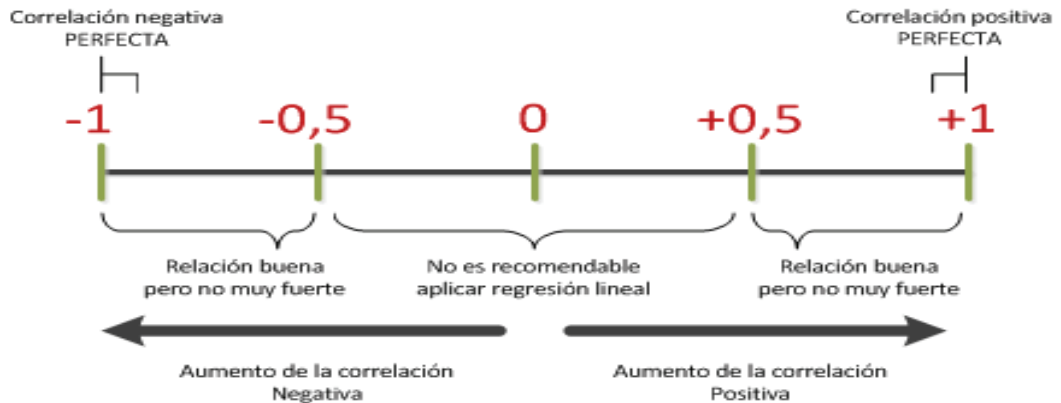 Correlación negativa
PERFECTA
Correlación positiva
PERFECTA
-1
-0,5
0
+0,5
+1
Relación buena
pero no muy fuerte
No es recomendable
aplicar regresión lineal
Relación buena
pero no muy fuerte
Aumento de la correlación
Negativa
Aumento de la correlación
Positiva